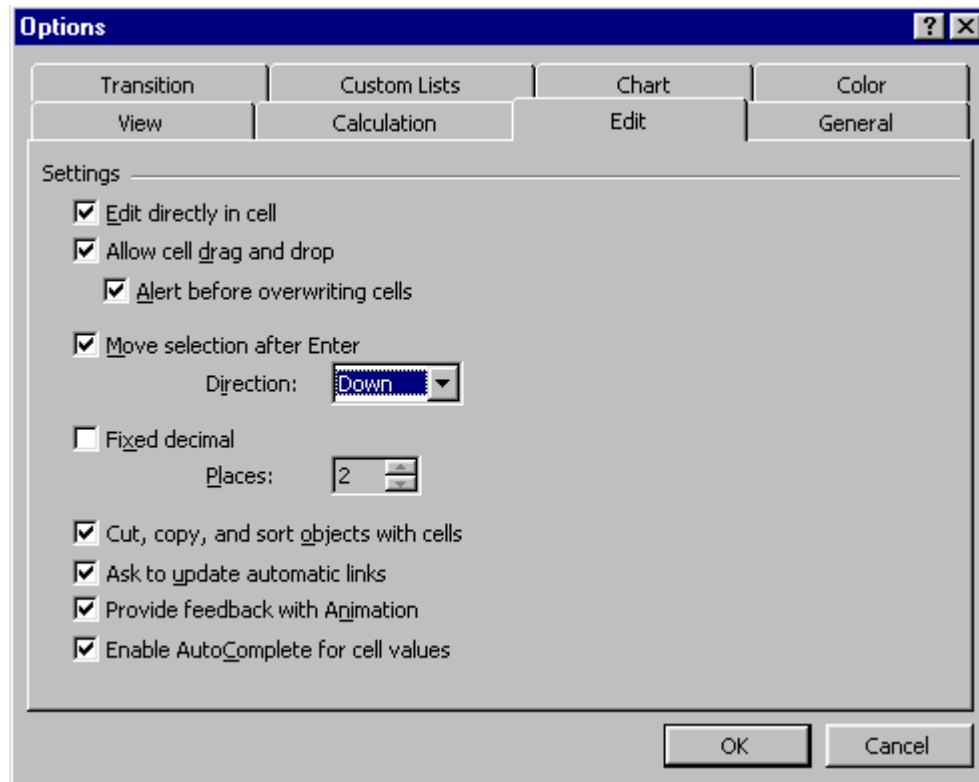 Options
Transition Custom Lists Chart Color
View Calculation Edit General
Settings
Edit directly in cell
Allow cell drag and drop
Alert before overwriting cells
Move selection after Enter
Direction: Down
Fixed decimal
Places: 2
Cut, copy, and sort objects with cells
Ask to update automatic links
Provide feedback with Animation
Enable AutoComplete for cell values
OK Cancel